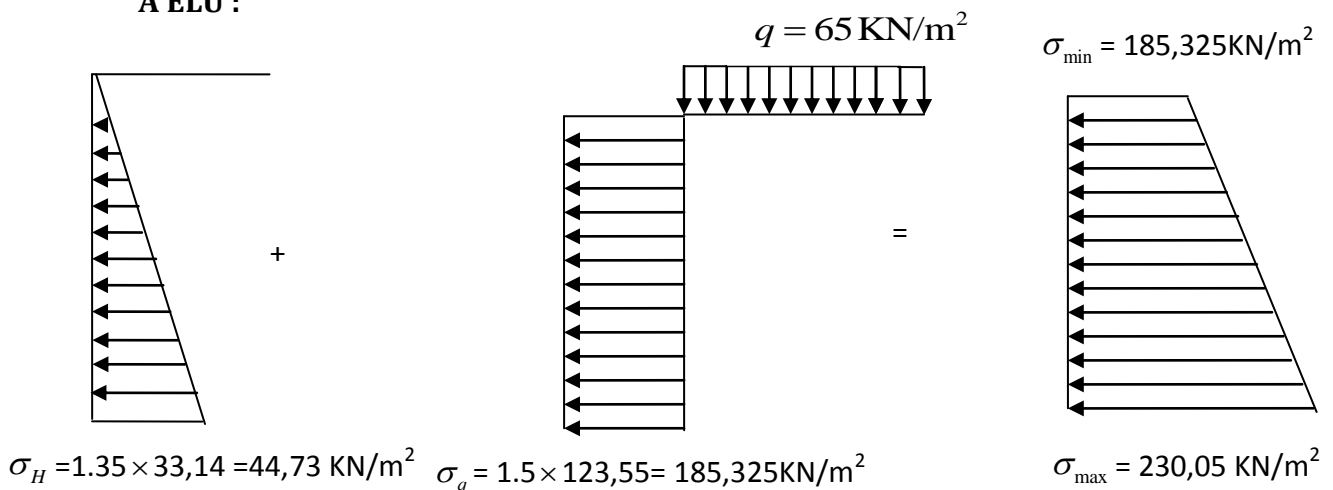 A ELU :
q = 65 KN/m²
σmin = 185,325KN/m²
+
=
σH =1.35×33,14 =44,73 KN/m²
σq = 1.5×123,55= 185,325KN/m²
σmax = 230,05 KN/m²